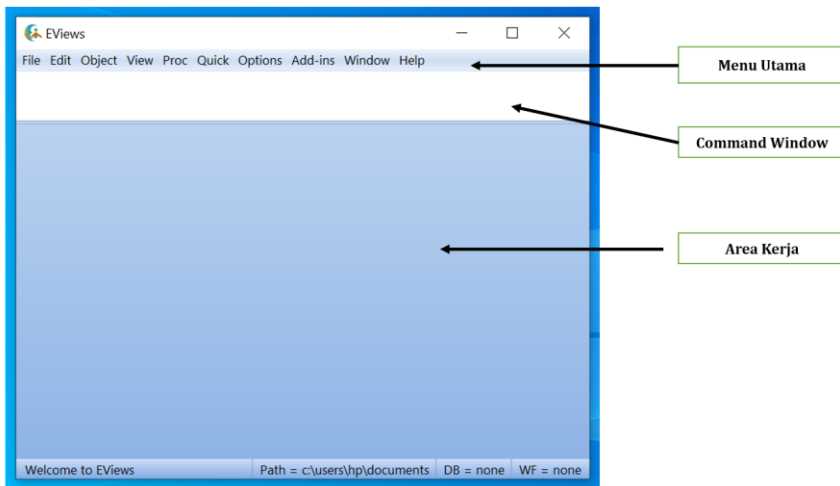 EViews
File Edit Object View Proc Quick Options Add-ins Window Help
Menu Utama
Command Window
Area Kerja
Welcome to EViews Path = c:\users\hp\documents DB = none WF = none